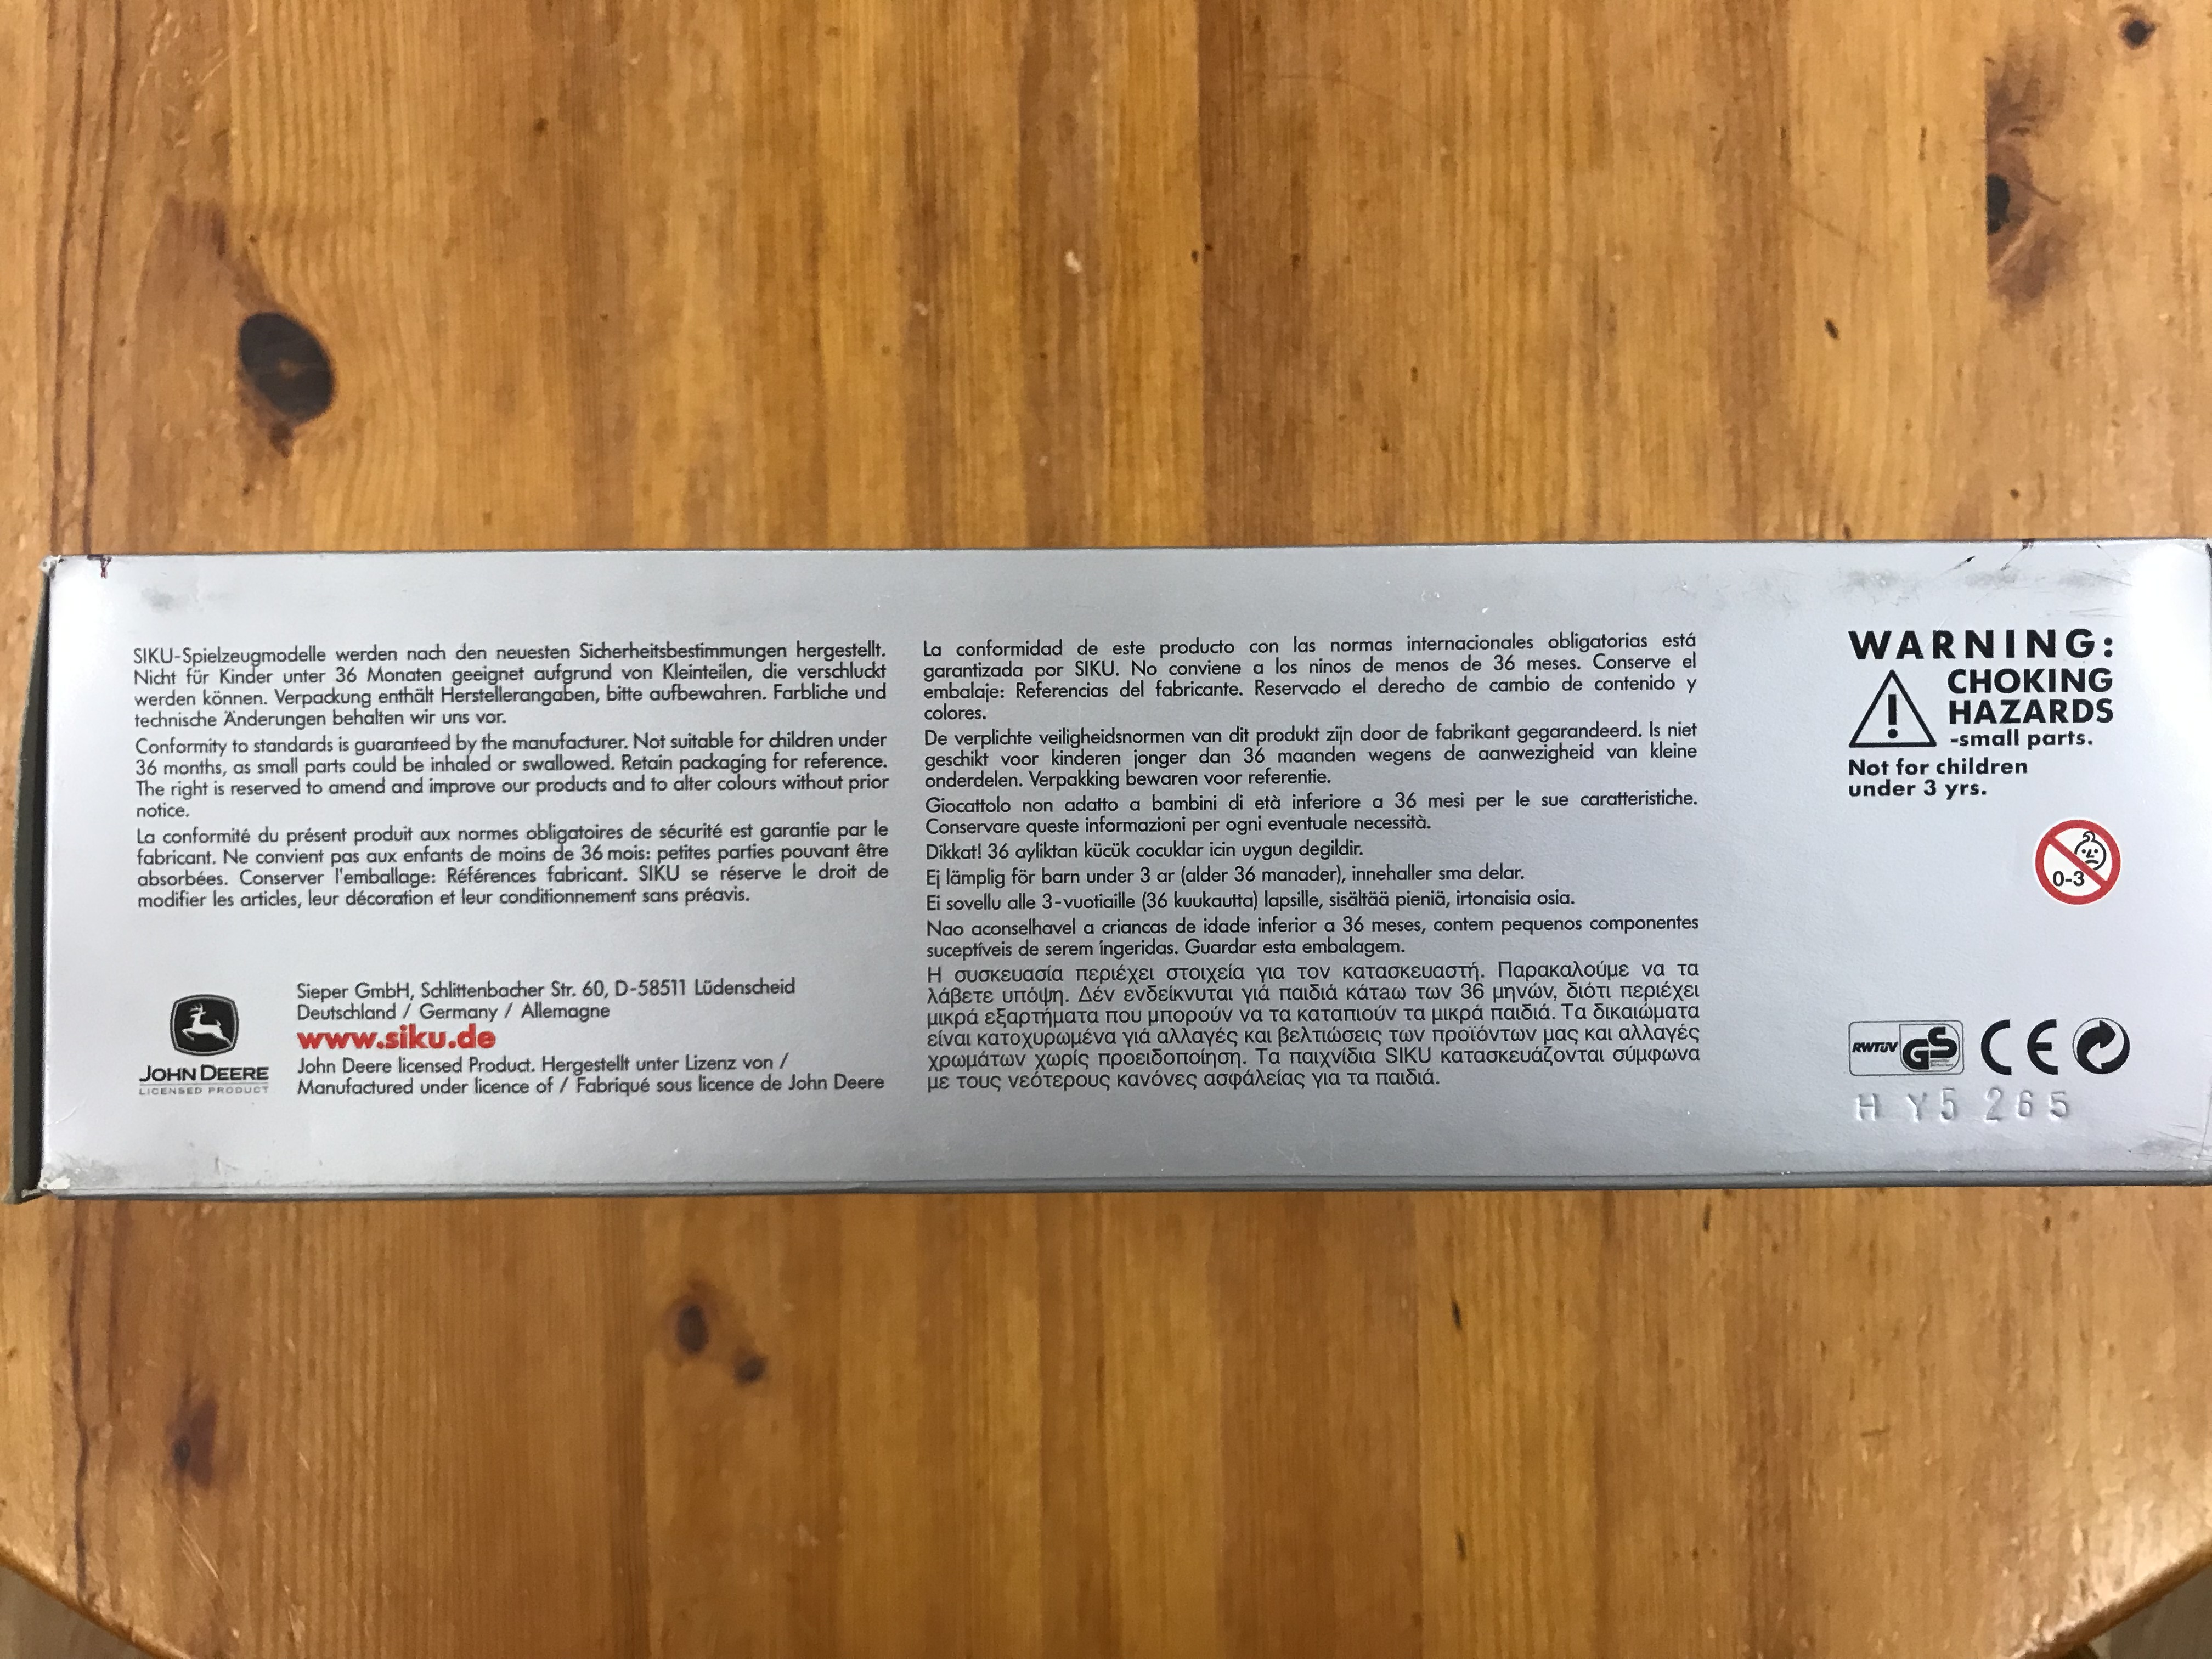 SIKU-Spielzeugmodelle werden nach den neuesten Sicherheitsbestimmungen hergestellt.
Nicht für Kinder unter 36 Monaten geeignet aufgrund von Kleinteilen, die verschluckt
werden können. Verpackung enthält Herstellerangaben, bitte aufbewahren. Farbliche und
technische Änderungen behalten wir uns vor.
Conformity to standards is guaranteed by the manufacturer. Not suitable for children under
36 months, as small parts could be inhaled or swallowed. Retain packaging for reference.
The right is reserved to amend and improve our products and to alter colours without prior
notice.
La conformité du présent produit aux normes obligatoires de sécurité est garantie par le
fabricant. Ne convient pas aux enfants de moins de 36 mois: petites parties pouvant être
absorbées. Conserver l'emballage: Références fabricant. SIKU se réserve le droit de
modifier les articles, leur décoration et leur conditionnement sans préavis.
JOHN DEERE
LICENSED PRODUCT
Sieper GmbH, Schlittenbacher Str. 60, D-58511 Lüdenscheid
Deutschland / Germany / Allemagne
www.siku.de
John Deere licensed Product. Hergestellt unter Lizenz von /
Manufactured under licence of / Fabriqué sous licence de John Deere
La conformidad de este producto con las normas internacionales obligatorias está
garantizada por SIKU. No conviene a los ninos de menos de 36 meses. Conserve el
embalaje: Referencias del fabricante. Reservado el derecho de cambio de contenido y
colores.
De verplichte veiligheidsnormen van dit produkt zijn door de fabrikant gegarandeerd. Is niet
geschikt voor kinderen jonger dan 36 maanden wegens de aanwezigheid van kleine
onderdelen. Verpakking bewaren voor referentie.
Giocattolo non adatto a bambini di età inferiore a 36 mesi per le sue caratteristiche.
Conservare queste informazioni per ogni eventuale necessità.
Dikkat! 36 ayliktan kücük cocuklar icin uygun degildir.
Ej lämplig för barn under 3 ar (alder 36 manader), innehaller sma delar.
Ei sovellu alle 3-vuotiaille (36 kuukautta) lapsille, sisältää pieniä, irtonaisia osia.
Nao aconselhavel a criancas de idade inferior a 36 meses, contem pequenos componentes
suceptíveis de serem íngeridas. Guardar esta embalagem.
Η συσκευασία περιέχει στοιχεία για τον κατασκευαστή. Παρακαλούμε να τα
λάβετε υπόψη. Δέν ενδείκνυται γιά παιδιά κάταω των 36 μηνών, διότι περιέχει
μικρά εξαρτήματα που μπορούν να τα καταπιούν τα μικρά παιδιά. Τα δικαιώματα
είναι κατοχυρωμένα γιά αλλαγές και βελτιώσεις των προϊόντων μας και αλλαγές
χρωμάτων χωρίς προειδοποίηση. Τα παιχνίδια SIKU κατασκευάζονται σύμφωνα
με τους νεότερους κανόνες ασφάλείας για τα παιδιά.
WARNING:
CHOKING
HAZARDS
-small parts.
Not for children
under 3 yrs.
0-3
RWTÜV GS CE
H Y5 265